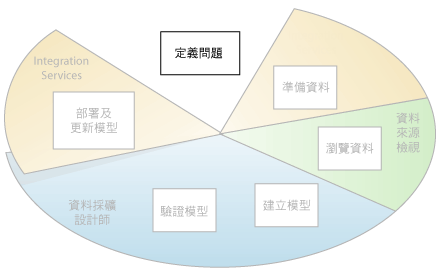 定義問題
Integration
Services
部署及
更新模型
準備資料
資料
來源
檢視
瀏覽資料
資料採礦
設計師
驗證模型
建立模型